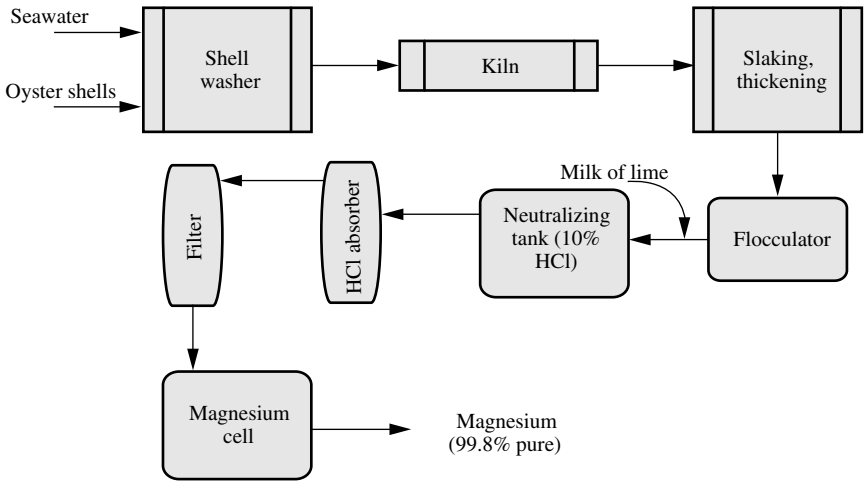 Seawater
Oyster shells
Shell
washer
Kiln
Slaking,
thickening
Flocculator
Milk of lime
Neutralizing
tank (10%
HCl)
HCl absorber
Filter
Magnesium
cell
Magnesium
(99.8% pure)